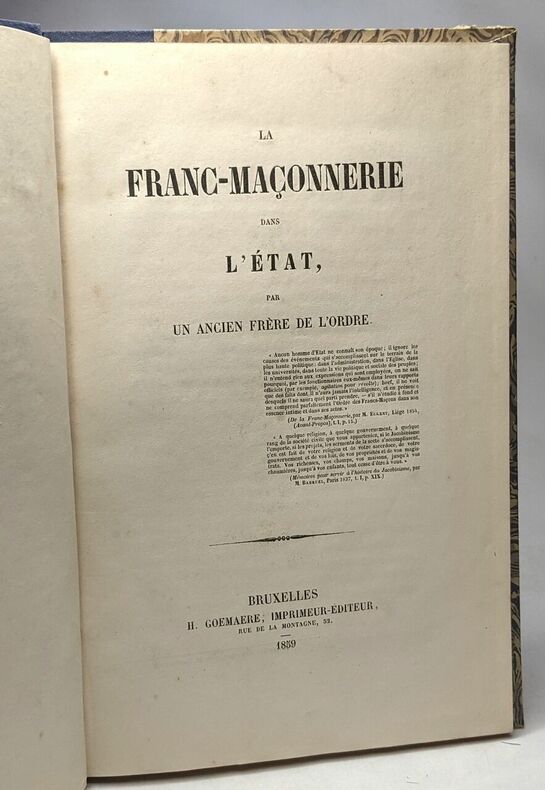 LA
FRANC-MAÇONNERIE
DANS
L'ÉTAT,
PAR
UN ANCIEN FRÈRE DE L'ORDRE.
« Aucun homme d'État ne connaît son époque; il ignore les
causes des événements qui s'accomplissent sur le terrain de la
plus haute politique: dans l'administration, dans l'Église, dans
les universités, dans toute la vie politique et sociale des peuples;
il n'entend rien aux expressions qui sont employées, on ne sait
pourquoi, par les fonctionnaires eux-mêmes dans leurs rapports
officiels (par exemple, agitation pour révolte); bref, il ne voit
que des faits dont il n'aura jamais l'intelligence, et en présence
desquels il ne saura quel parti prendre, — s'il n'étudie à fond et
ne comprend parfaitement l'Ordre des Francs-Maçons dans son
essence intime et dans ses actes. »
(De la Franc-Maçonnerie, par M. ECKERT, Liége 1854,
[Avant-Propos], t. I, p. 15.)
« A quelque religion, à quelque gouvernement, à quelque
rang de la société civile que vous apparteniez, si le Jacobinisme
l'emporte, si les projets, les serments de la secte s'accomplissent,
c'en est fait de votre religion et de votre sacerdoce, de votre
gouvernement et de vos lois, de vos propriétés et de vos magis-
trats. Vos richesses, vos champs, vos maisons, jusqu'à vos
chaumières, jusqu'à vos enfants, tout cesse d'être à vous. »
(Mémoires pour servir à l'histoire du Jacobinisme, par
M. BARRUEL, Paris 1837, t. I, p. XIX.)
BRUXELLES
H. GOEMAERE, IMPRIMEUR-ÉDITEUR,
RUE DE LA MONTAGNE, 52.
1859